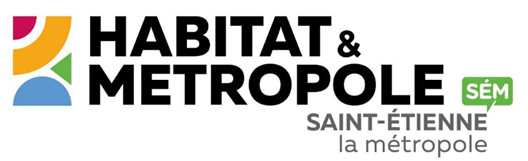 HABITAT &
METROPOLE
SÉM
SAINT-ÉTIENNE
la métropole